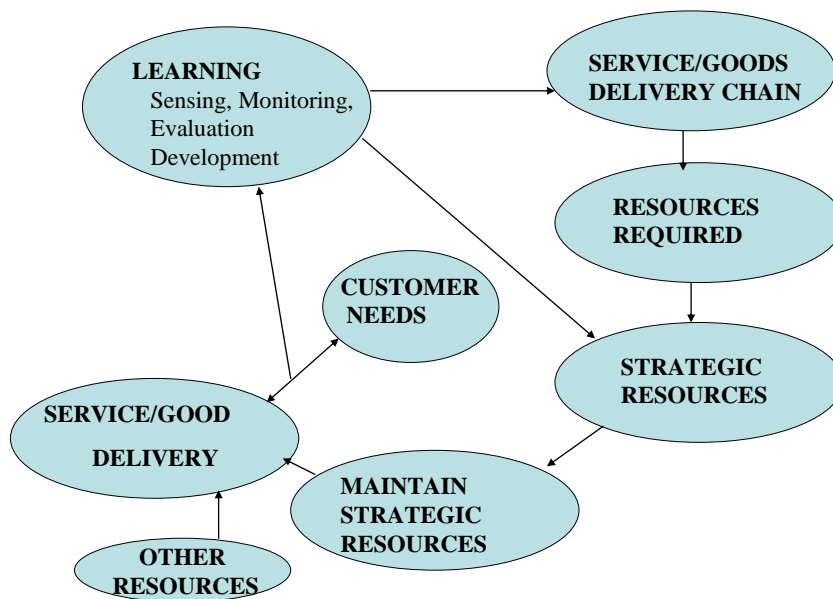 LEARNING
Sensing, Monitoring,
Evaluation
Development
SERVICE/GOODS
DELIVERY CHAIN
RESOURCES
REQUIRED
CUSTOMER
NEEDS
STRATEGIC
RESOURCES
SERVICE/GOOD
DELIVERY
MAINTAIN
STRATEGIC
RESOURCES
OTHER
RESOURCES